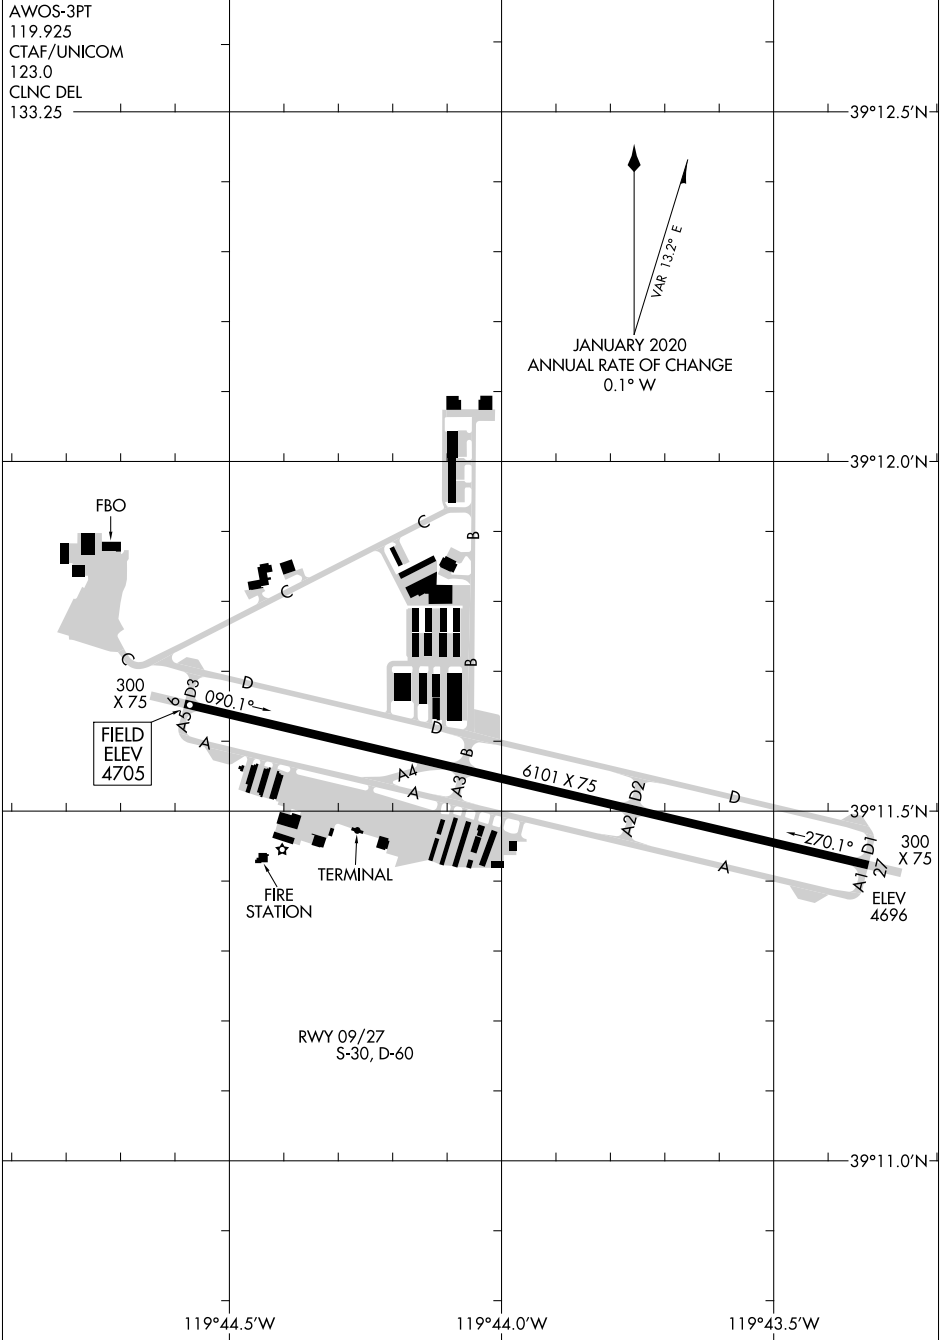 AWOS-3PT
119.925
CTAF/UNICOM
123.0
CLNC DEL
133.25
39°12.5'N
VAR 13.2° E
JANUARY 2020
ANNUAL RATE OF CHANGE
0.1° W
39°12.0'N
FBO
C
B
C
C
B
D
D3
300
X 75
9
090.1°
A5
FIELD
ELEV
4705
A
D
B
A4
A
A3
6101 X 75
D2
A2
D
39°11.5'N
270.1°
D1
300
X 75
27
A1
A
ELEV
4696
TERMINAL
FIRE
STATION
RWY 09/27
S-30, D-60
39°11.0'N
119°44.5'W
119°44.0'W
119°43.5'W